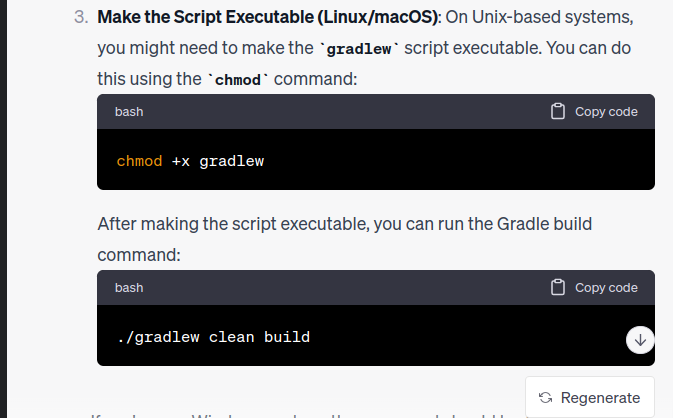 3. Make the Script Executable (Linux/macOS): On Unix-based systems,
you might need to make the `gradlew` script executable. You can do
this using the `chmod` command:
bash Copy code
chmod +x gradlew
After making the script executable, you can run the Gradle build
command:
bash Copy code
./gradlew clean build
Regenerate